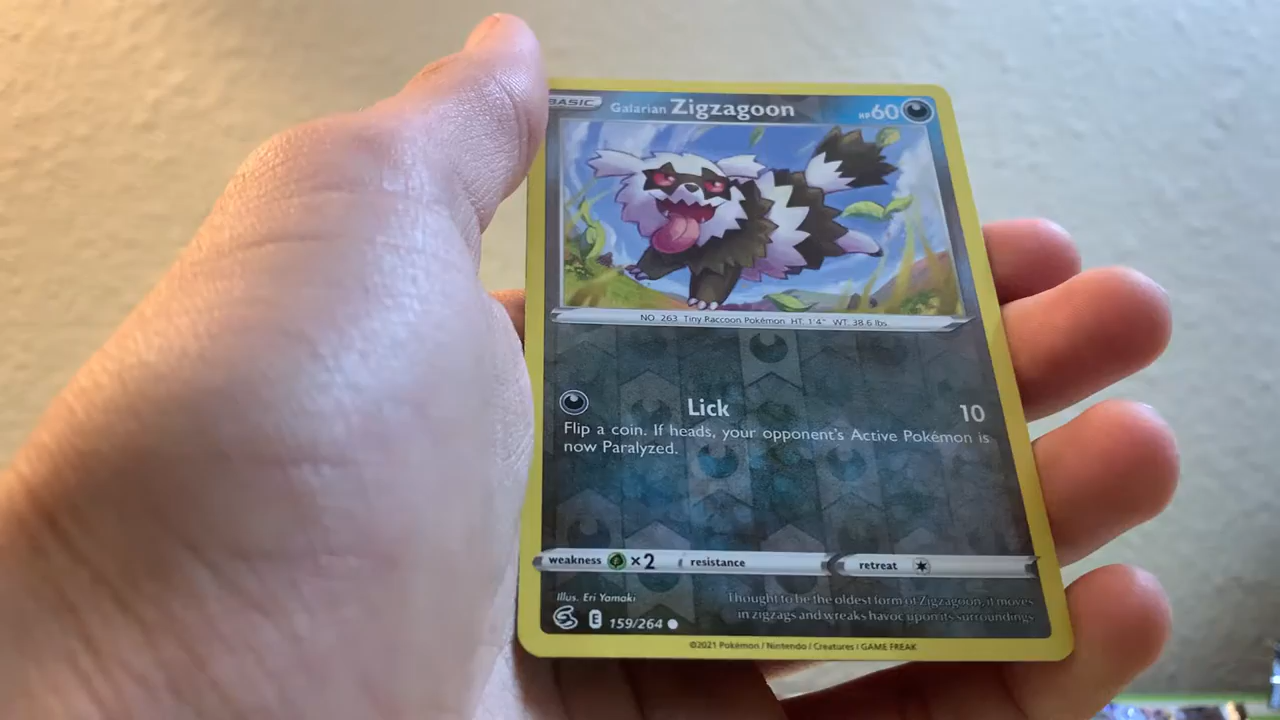 BASIC Galarian Zigzagoon HP 60
NO. 263 Tiny Raccoon Pokémon HT: 1'4" WT: 38.6 lbs.
Lick 10
Flip a coin. If heads, your opponent's Active Pokémon is
now Paralyzed.
weakness ×2 resistance retreat
Illus. Eri Yamaki
Thought to be the oldest form of Zigzagoon, it moves
in zigzags and wreaks havoc upon its surroundings.
E 159/264
©2021 Pokémon / Nintendo / Creatures / GAME FREAK